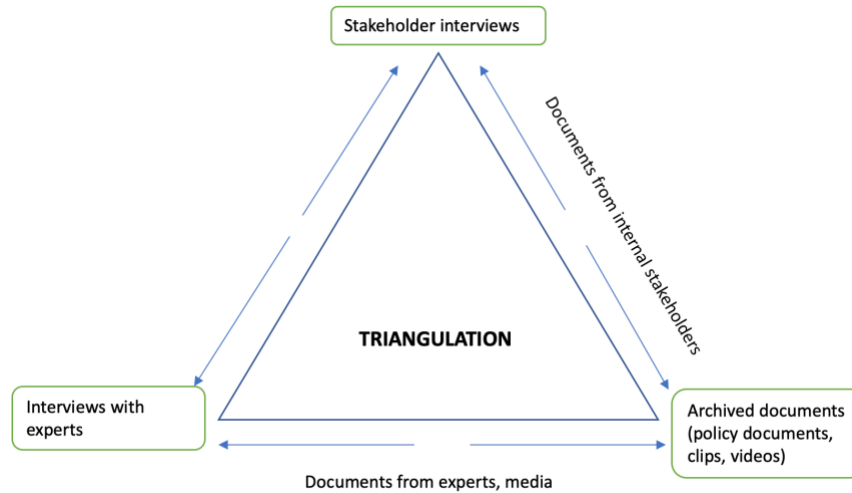 Stakeholder interviews
Documents from internal stakeholders
TRIANGULATION
Interviews with
experts
Archived documents
(policy documents,
clips, videos)
Documents from experts, media